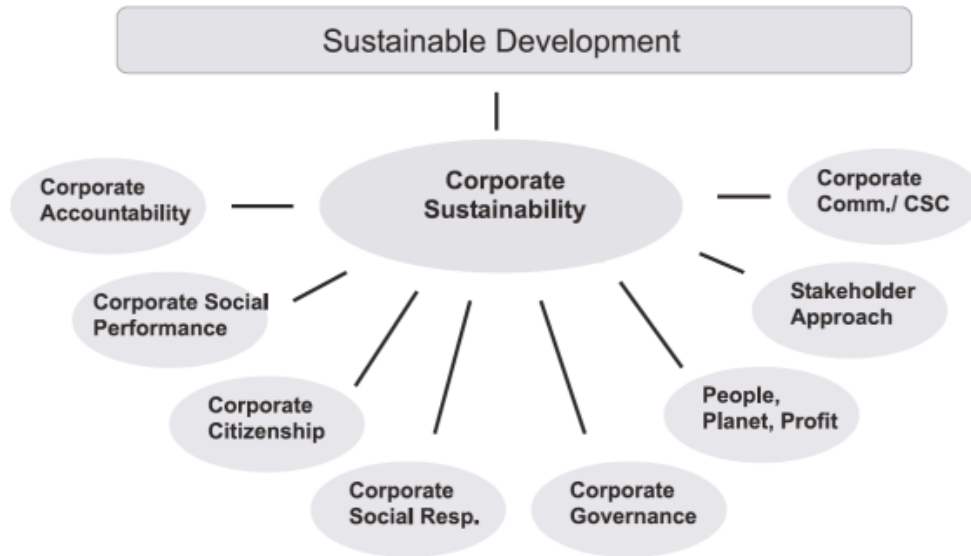 Sustainable Development
Corporate
Sustainability
Corporate
Accountability
Corporate
Comm./ CSC
Corporate Social
Performance
Stakeholder
Approach
Corporate
Citizenship
People,
Planet, Profit
Corporate
Social Resp.
Corporate
Governance